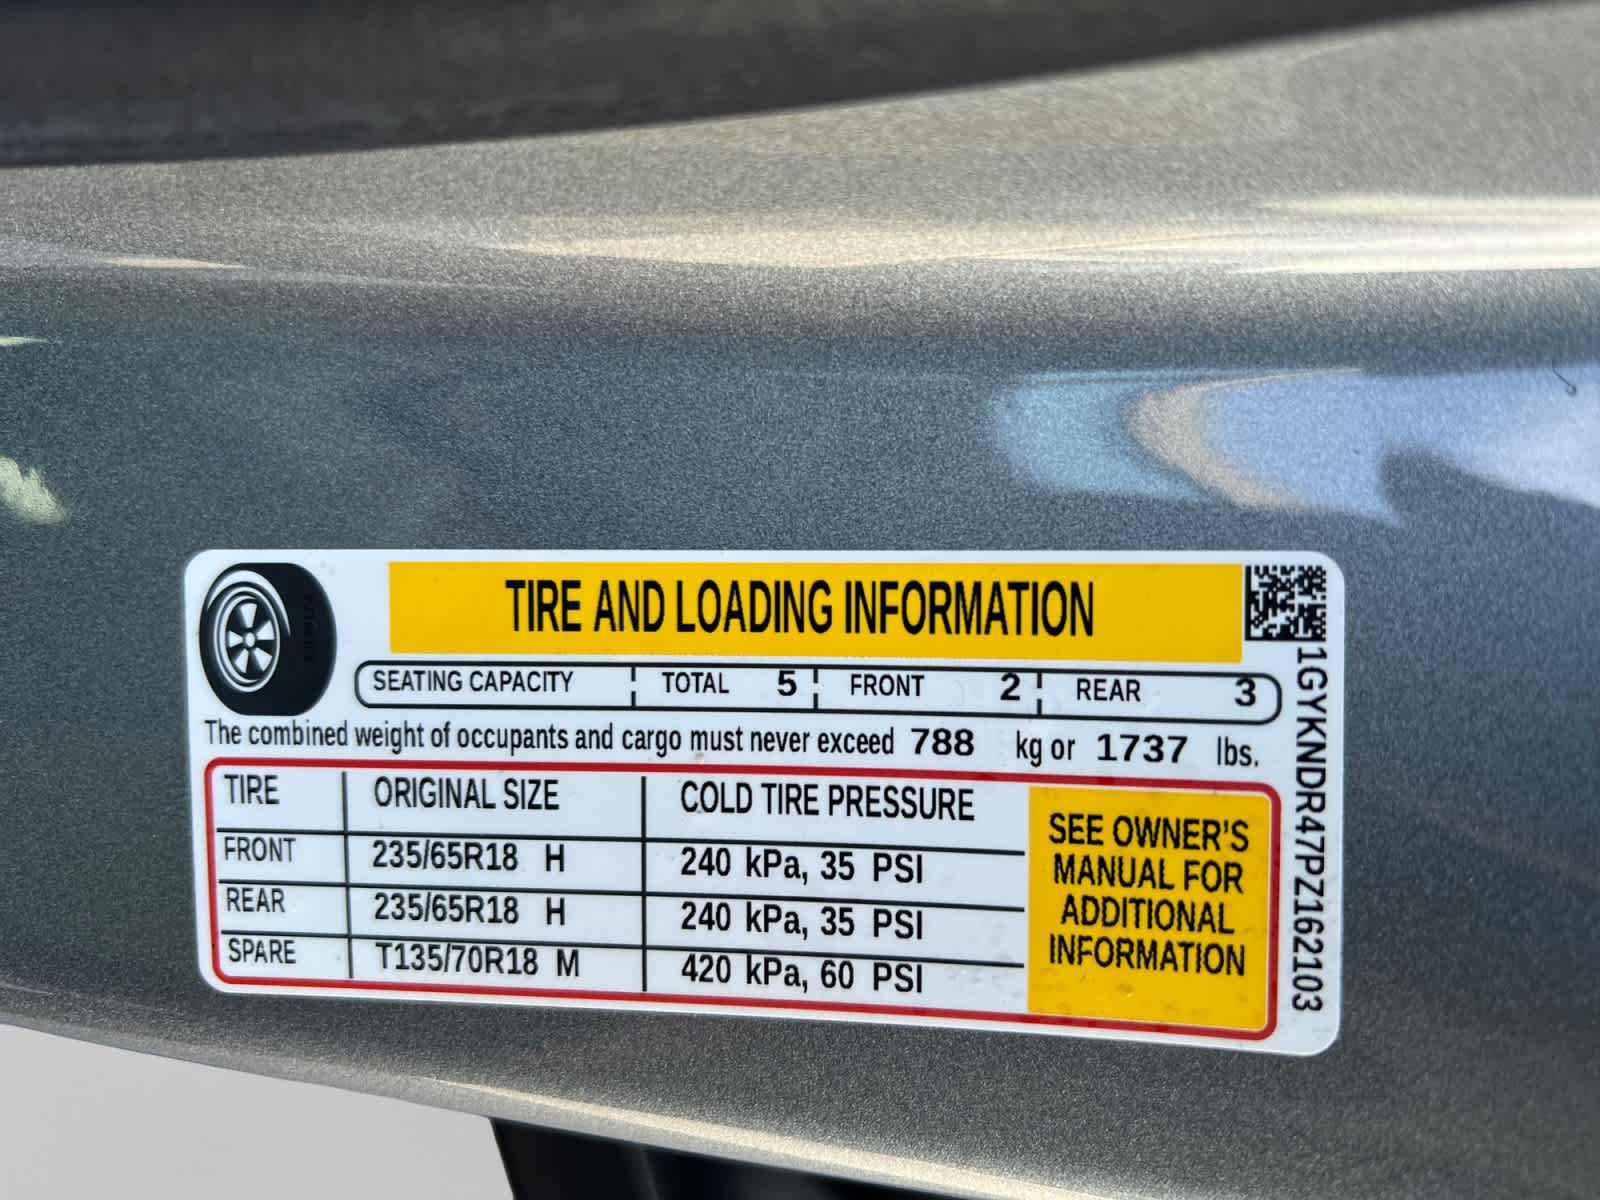 TIRE AND LOADING INFORMATION
SEATING CAPACITY TOTAL 5 FRONT 2 REAR 3
The combined weight of occupants and cargo must never exceed 788 kg or 1737 lbs.
TIRE ORIGINAL SIZE COLD TIRE PRESSURE
FRONT 235/65R18 H 240 kPa, 35 PSI
REAR 235/65R18 H 240 kPa, 35 PSI
SPARE T135/70R18 M 420 kPa, 60 PSI
SEE OWNER'S
MANUAL FOR
ADDITIONAL
INFORMATION
1GYKNDR47PZ162103